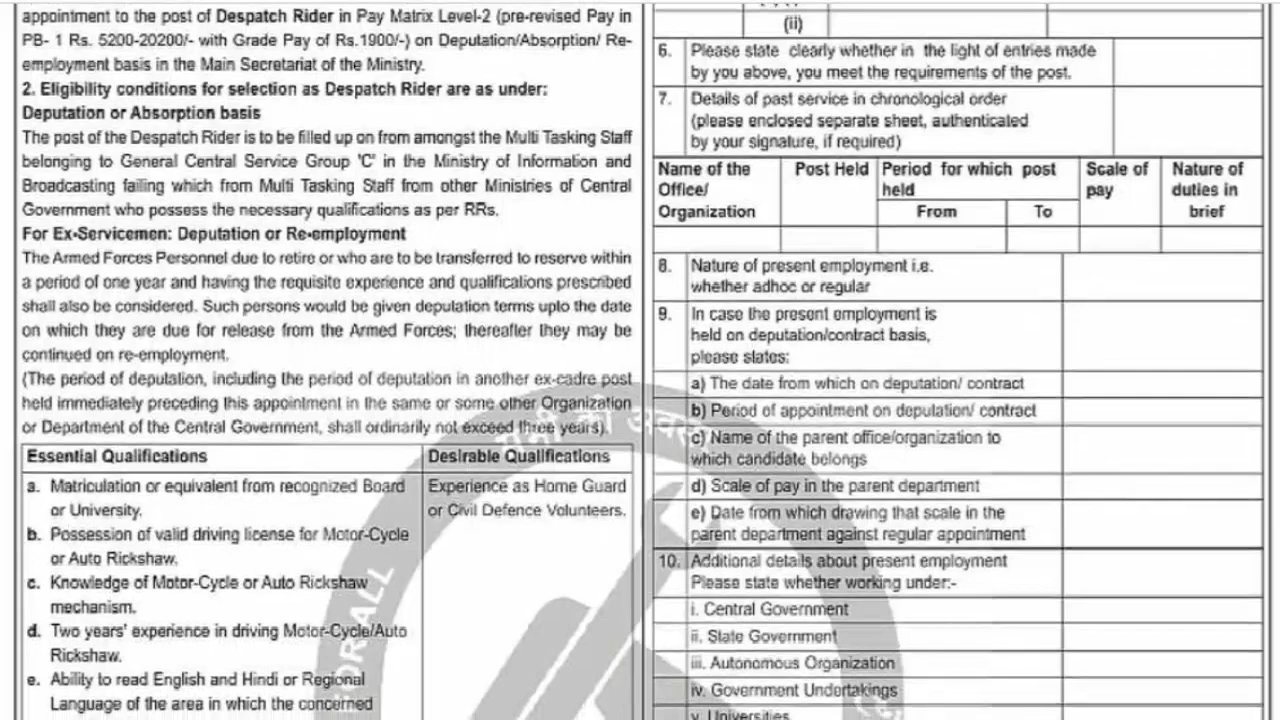 appointment to the post of Despatch Rider in Pay Matrix Level-2 (pre-revised Pay in
PB- 1 Rs. 5200-20200/- with Grade Pay of Rs.1900/-) on Deputation/Absorption/ Re-
employment basis in the Main Secretariat of the Ministry.
2. Eligibility conditions for selection as Despatch Rider are as under:
Deputation or Absorption basis
The post of the Despatch Rider is to be filled up on from amongst the Multi Tasking Staff
belonging to General Central Service Group 'C' in the Ministry of Information and
Broadcasting failing which from Multi Tasking Staff from other Ministries of Central
Government who possess the necessary qualifications as per RRs.
For Ex-Servicemen: Deputation or Re-employment
The Armed Forces Personnel due to retire or who are to be transferred to reserve within
a period of one year and having the requisite experience and qualifications prescribed
shall also be considered. Such persons would be given deputation terms upto the date
on which they are due for release from the Armed Forces; thereafter they may be
continued on re-employment.
(The period of deputation, including the period of deputation in another ex-cadre post
held immediately preceding this appointment in the same or some other Organization
or Department of the Central Government, shall ordinarily not exceed three years).
Essential Qualifications
Desirable Qualifications
a. Matriculation or equivalent from recognized Board
or University.
b. Possession of valid driving license for Motor-Cycle
or Auto Rickshaw.
c. Knowledge of Motor-Cycle or Auto Rickshaw
mechanism.
d. Two years' experience in driving Motor-Cycle/Auto
Rickshaw.
e. Ability to read English and Hindi or Regional
Language of the area in which the concerned
Experience as Home Guard
or Civil Defence Volunteers.
(ii)
6. Please state clearly whether in the light of entries made
by you above, you meet the requirements of the post.
7. Details of past service in chronological order
(please enclosed separate sheet, authenticated
by your signature, if required)
Name of the
Office/
Organization
Post Held
Period for which post
held
From
To
Scale of
pay
Nature of
duties in
brief
8. Nature of present employment i.e.
whether adhoc or regular
9. In case the present employment is
held on deputation/contract basis,
please states:
a) The date from which on deputation/ contract
b) Period of appointment on deputation/ contract
c) Name of the parent office/organization to
which candidate belongs
d) Scale of pay in the parent department
e) Date from which drawing that scale in the
parent department against regular appointment
10. Additional details about present employment
Please state whether working under:-
i. Central Government
ii. State Government
iii. Autonomous Organization
iv. Government Undertakings
v. Universities